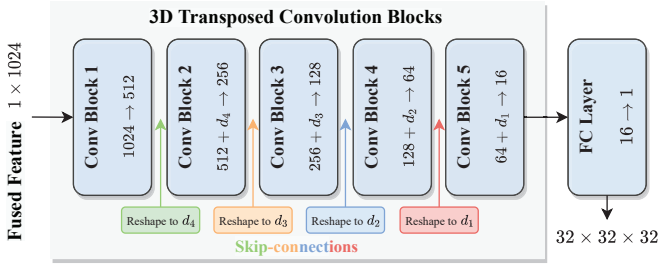 3D Transposed Convolution Blocks
Fused Feature 1 × 1024
Conv Block 1
1024 → 512
Conv Block 2
512 + d₄ → 256
Conv Block 3
256 + d₃ → 128
Conv Block 4
128 + d₂ → 64
Conv Block 5
64 + d₁ → 16
FC Layer
16 → 1
Reshape to d₄
Reshape to d₃
Reshape to d₂
Reshape to d₁
Skip-connections
32 × 32 × 32